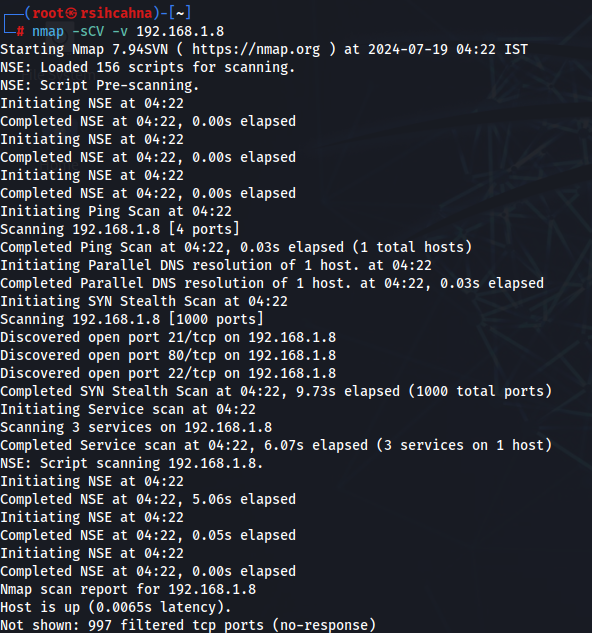 ┌──(root㉿rsihcahna)-[~]
└─# nmap -sCV -v 192.168.1.8
Starting Nmap 7.94SVN ( https://nmap.org ) at 2024-07-19 04:22 IST
NSE: Loaded 156 scripts for scanning.
NSE: Script Pre-scanning.
Initiating NSE at 04:22
Completed NSE at 04:22, 0.00s elapsed
Initiating NSE at 04:22
Completed NSE at 04:22, 0.00s elapsed
Initiating NSE at 04:22
Completed NSE at 04:22, 0.00s elapsed
Initiating Ping Scan at 04:22
Scanning 192.168.1.8 [4 ports]
Completed Ping Scan at 04:22, 0.03s elapsed (1 total hosts)
Initiating Parallel DNS resolution of 1 host. at 04:22
Completed Parallel DNS resolution of 1 host. at 04:22, 0.03s elapsed
Initiating SYN Stealth Scan at 04:22
Scanning 192.168.1.8 [1000 ports]
Discovered open port 21/tcp on 192.168.1.8
Discovered open port 80/tcp on 192.168.1.8
Discovered open port 22/tcp on 192.168.1.8
Completed SYN Stealth Scan at 04:22, 9.73s elapsed (1000 total ports)
Initiating Service scan at 04:22
Scanning 3 services on 192.168.1.8
Completed Service scan at 04:22, 6.07s elapsed (3 services on 1 host)
NSE: Script scanning 192.168.1.8.
Initiating NSE at 04:22
Completed NSE at 04:22, 5.06s elapsed
Initiating NSE at 04:22
Completed NSE at 04:22, 0.05s elapsed
Initiating NSE at 04:22
Completed NSE at 04:22, 0.00s elapsed
Nmap scan report for 192.168.1.8
Host is up (0.0065s latency).
Not shown: 997 filtered tcp ports (no-response)